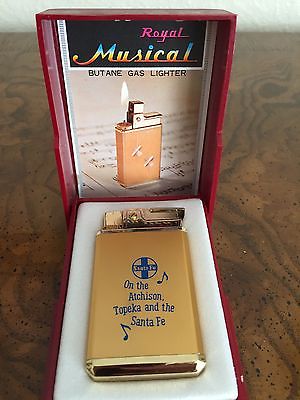 Royal
Musical
BUTANE GAS LIGHTER
Santa Fe
On the
Atchison,
Topeka and the
Santa Fe